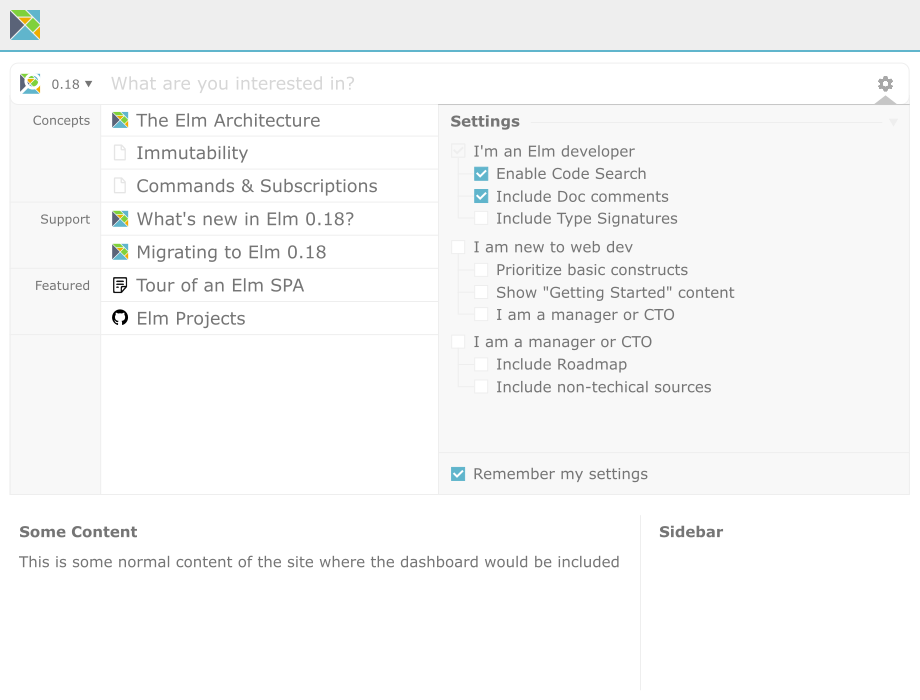 0.18 ▼ What are you interested in?
Concepts
The Elm Architecture
Immutability
Commands & Subscriptions
Support
What's new in Elm 0.18?
Migrating to Elm 0.18
Featured
Tour of an Elm SPA
Elm Projects
Settings
I'm an Elm developer
Enable Code Search
Include Doc comments
Include Type Signatures
I am new to web dev
Prioritize basic constructs
Show "Getting Started" content
I am a manager or CTO
I am a manager or CTO
Include Roadmap
Include non-techical sources
Remember my settings
Some Content
This is some normal content of the site where the dashboard would be included
Sidebar